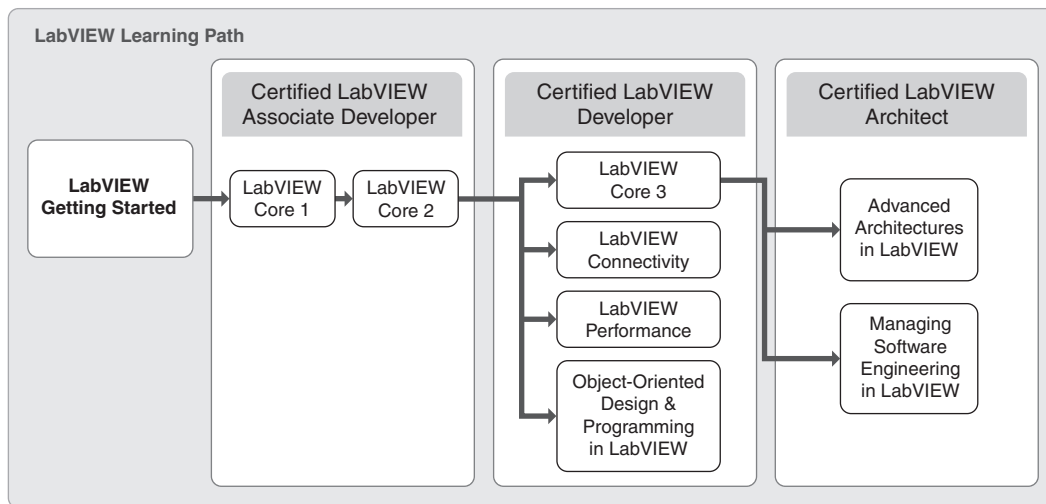 LabVIEW Learning Path
LabVIEW
Getting Started
Certified LabVIEW
Associate Developer
LabVIEW
Core 1
LabVIEW
Core 2
Certified LabVIEW
Developer
LabVIEW
Core 3
LabVIEW
Connectivity
LabVIEW
Performance
Object-Oriented
Design &
Programming
in LabVIEW
Certified LabVIEW
Architect
Advanced
Architectures
in LabVIEW
Managing
Software
Engineering
in LabVIEW